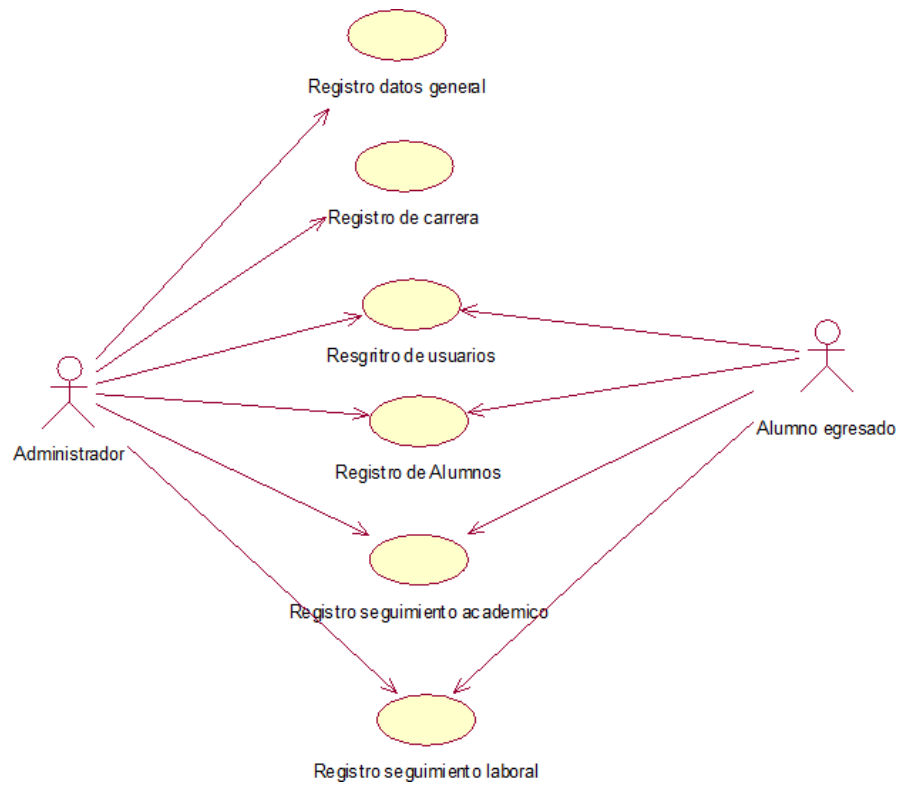 Registro datos general
Registro de carrera
Resgritro de usuarios
Administrador
Alumno egresado
Registro de Alumnos
Registro seguimiento academico
Registro seguimiento laboral